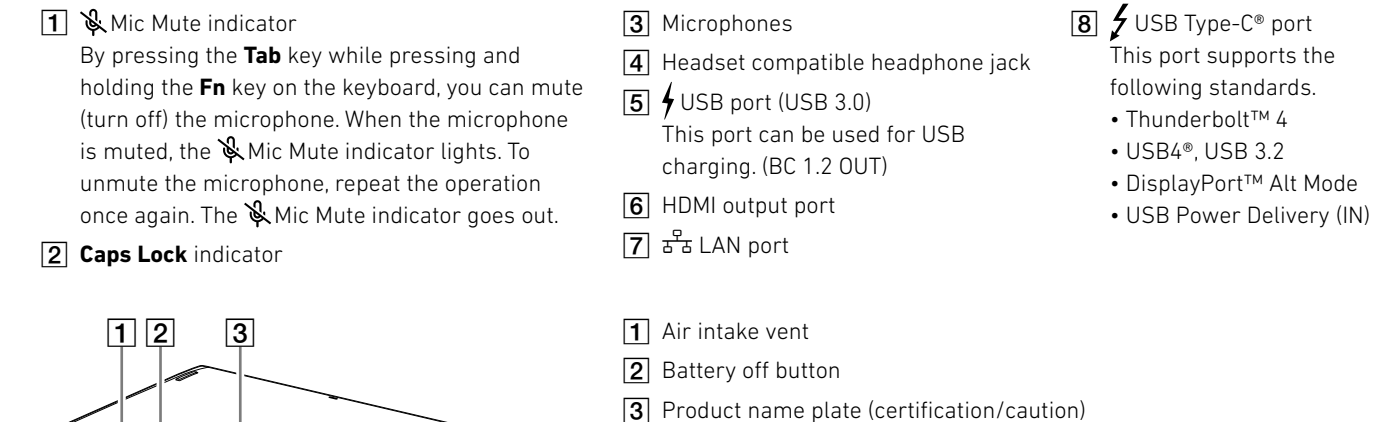 1 Mic Mute indicator
By pressing the Tab key while pressing and
holding the Fn key on the keyboard, you can mute
(turn off) the microphone. When the microphone
is muted, the Mic Mute indicator lights. To
unmute the microphone, repeat the operation
once again. The Mic Mute indicator goes out.
2 Caps Lock indicator
3 Microphones
4 Headset compatible headphone jack
5 USB port (USB 3.0)
This port can be used for USB
charging. (BC 1.2 OUT)
6 HDMI output port
7 LAN port
8 USB Type-C® port
This port supports the
following standards.
• Thunderbolt™ 4
• USB4®, USB 3.2
• DisplayPort™ Alt Mode
• USB Power Delivery (IN)
1 2 3
1 Air intake vent
2 Battery off button
3 Product name plate (certification/caution)